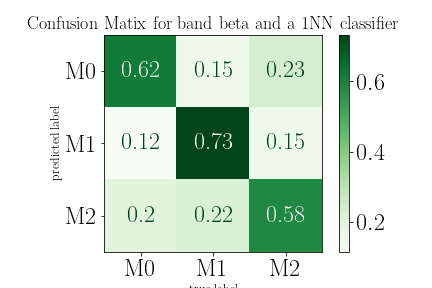 Confusion Matix for band beta and a 1NN classifier
M0 0.62 0.15 0.23
M1 0.12 0.73 0.15
M2 0.2 0.22 0.58
M0 M1 M2
predicted label
true label
0.6
0.4
0.2